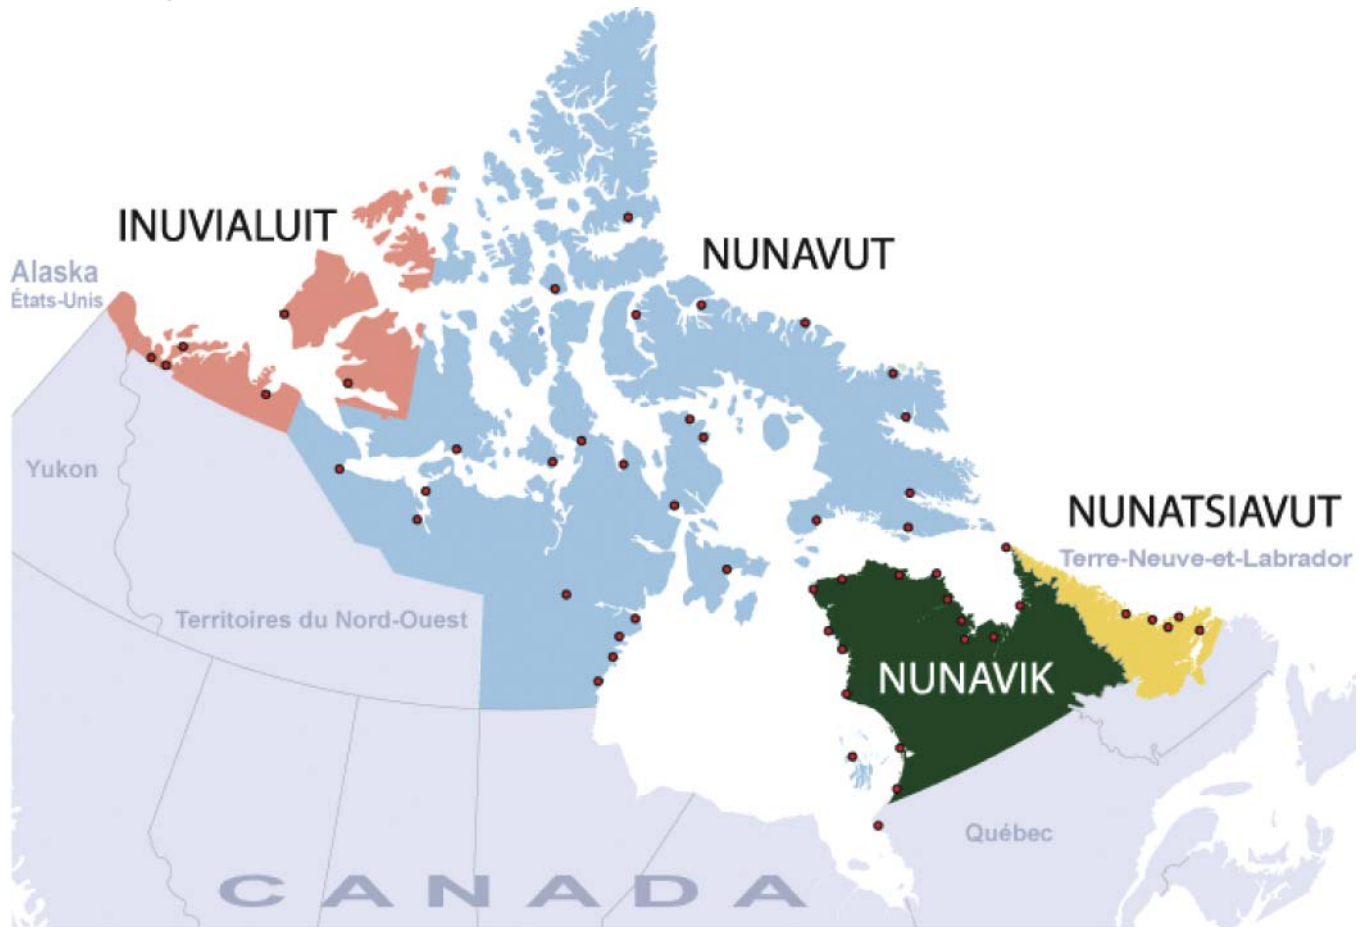 INUVIALUIT
NUNAVUT
Alaska
États-Unis
Yukon
NUNATSIAVUT
Terre-Neuve-et-Labrador
Territoires du Nord-Ouest
NUNAVIK
Québec
CANADA